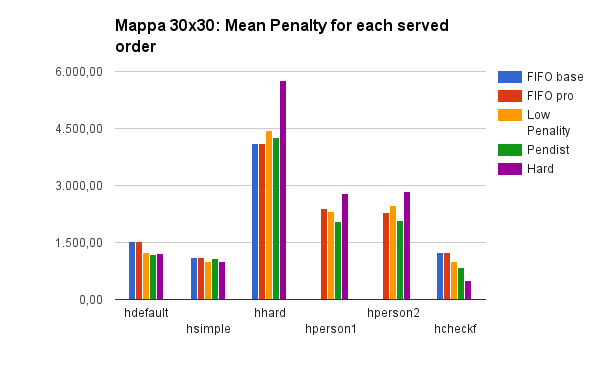 Mappa 30x30: Mean Penalty for each served
order
6.000,00
4.500,00
3.000,00
1.500,00
0,00
hdefault
hsimple
hhard
hperson1
hperson2
hcheckf
FIFO base
FIFO pro
Low
Penality
Pendist
Hard